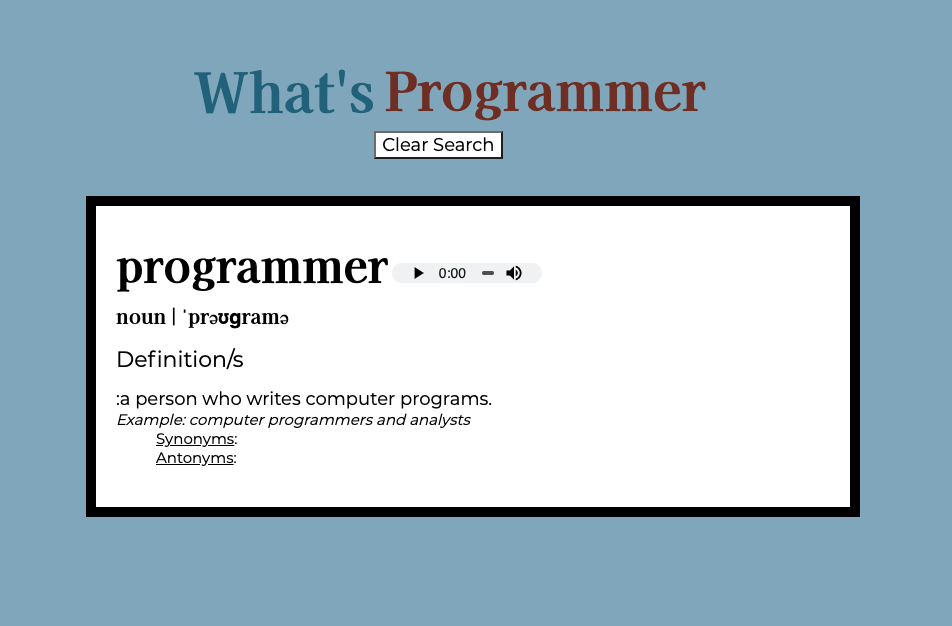 What's Programmer
Clear Search
programmer 0:00
noun | ˈprəʊɡramə
Definition/s
:a person who writes computer programs.
Example: computer programmers and analysts
Synonyms:
Antonyms: